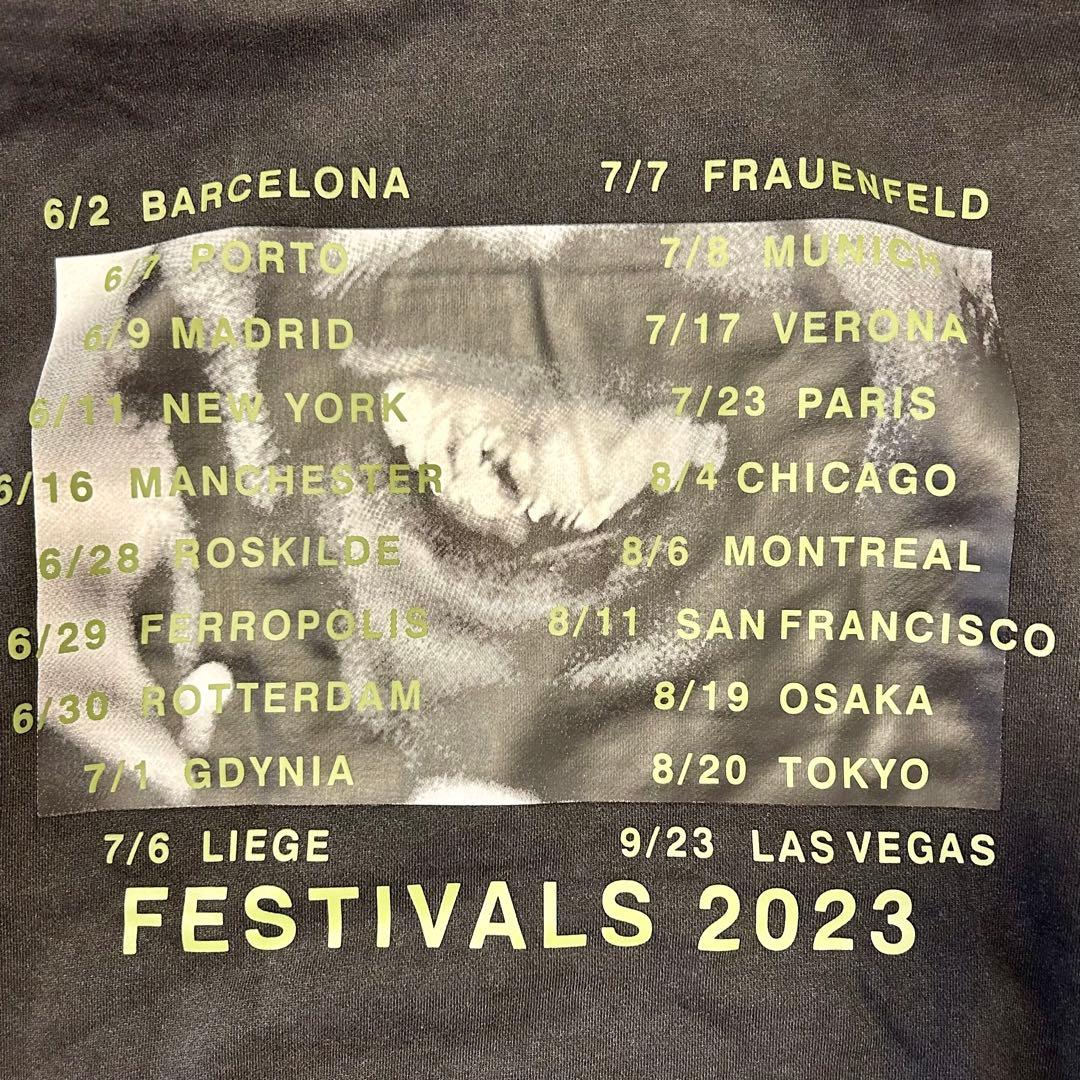 6/2 BARCELONA
6/7 PORTO
6/9 MADRID
6/11 NEW YORK
6/16 MANCHESTER
6/28 ROSKILDE
6/29 FERROPOLIS
6/30 ROTTERDAM
7/1 GDYNIA
7/6 LIEGE
7/7 FRAUENFELD
7/8 MUNICH
7/17 VERONA
7/23 PARIS
8/4 CHICAGO
8/6 MONTREAL
8/11 SAN FRANCISCO
8/19 OSAKA
8/20 TOKYO
9/23 LAS VEGAS
FESTIVALS 2023